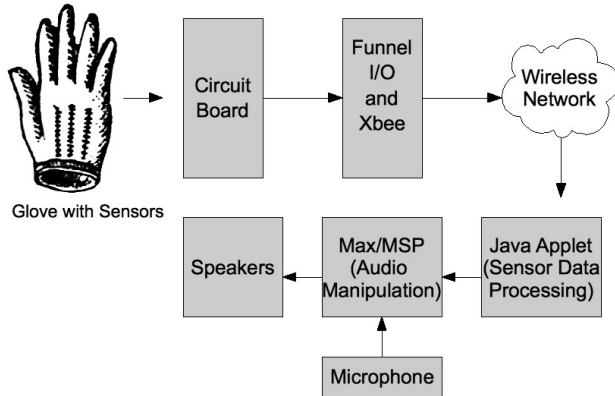 Glove with Sensors
Circuit
Board
Funnel
I/O
and
Xbee
Wireless
Network
Java Applet
(Sensor Data
Processing)
Max/MSP
(Audio
Manipulation)
Speakers
Microphone